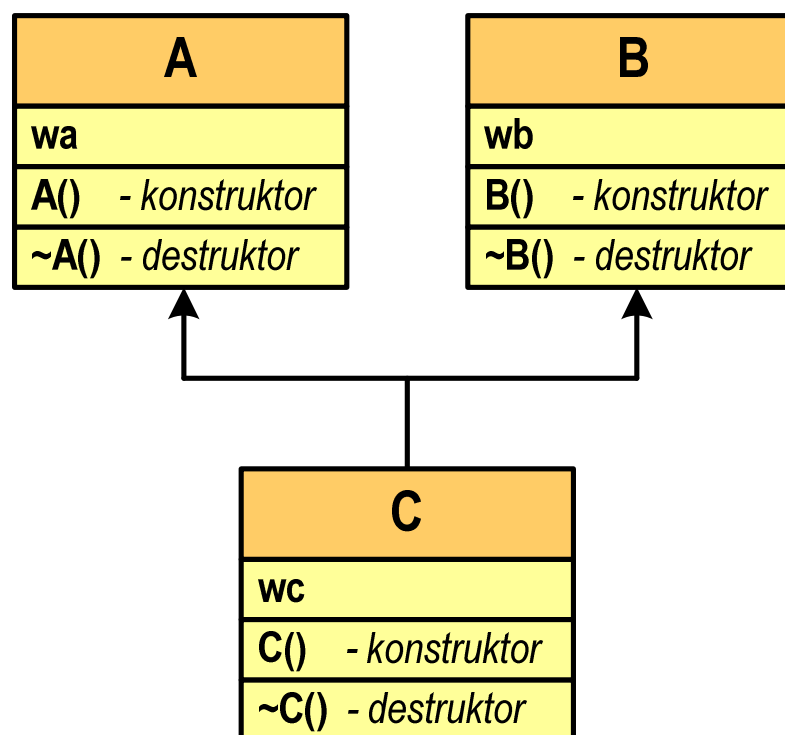 A
wa
A() - konstruktor
~A() - destruktor
B
wb
B() - konstruktor
~B() - destruktor
C
wc
C() - konstruktor
~C() - destruktor